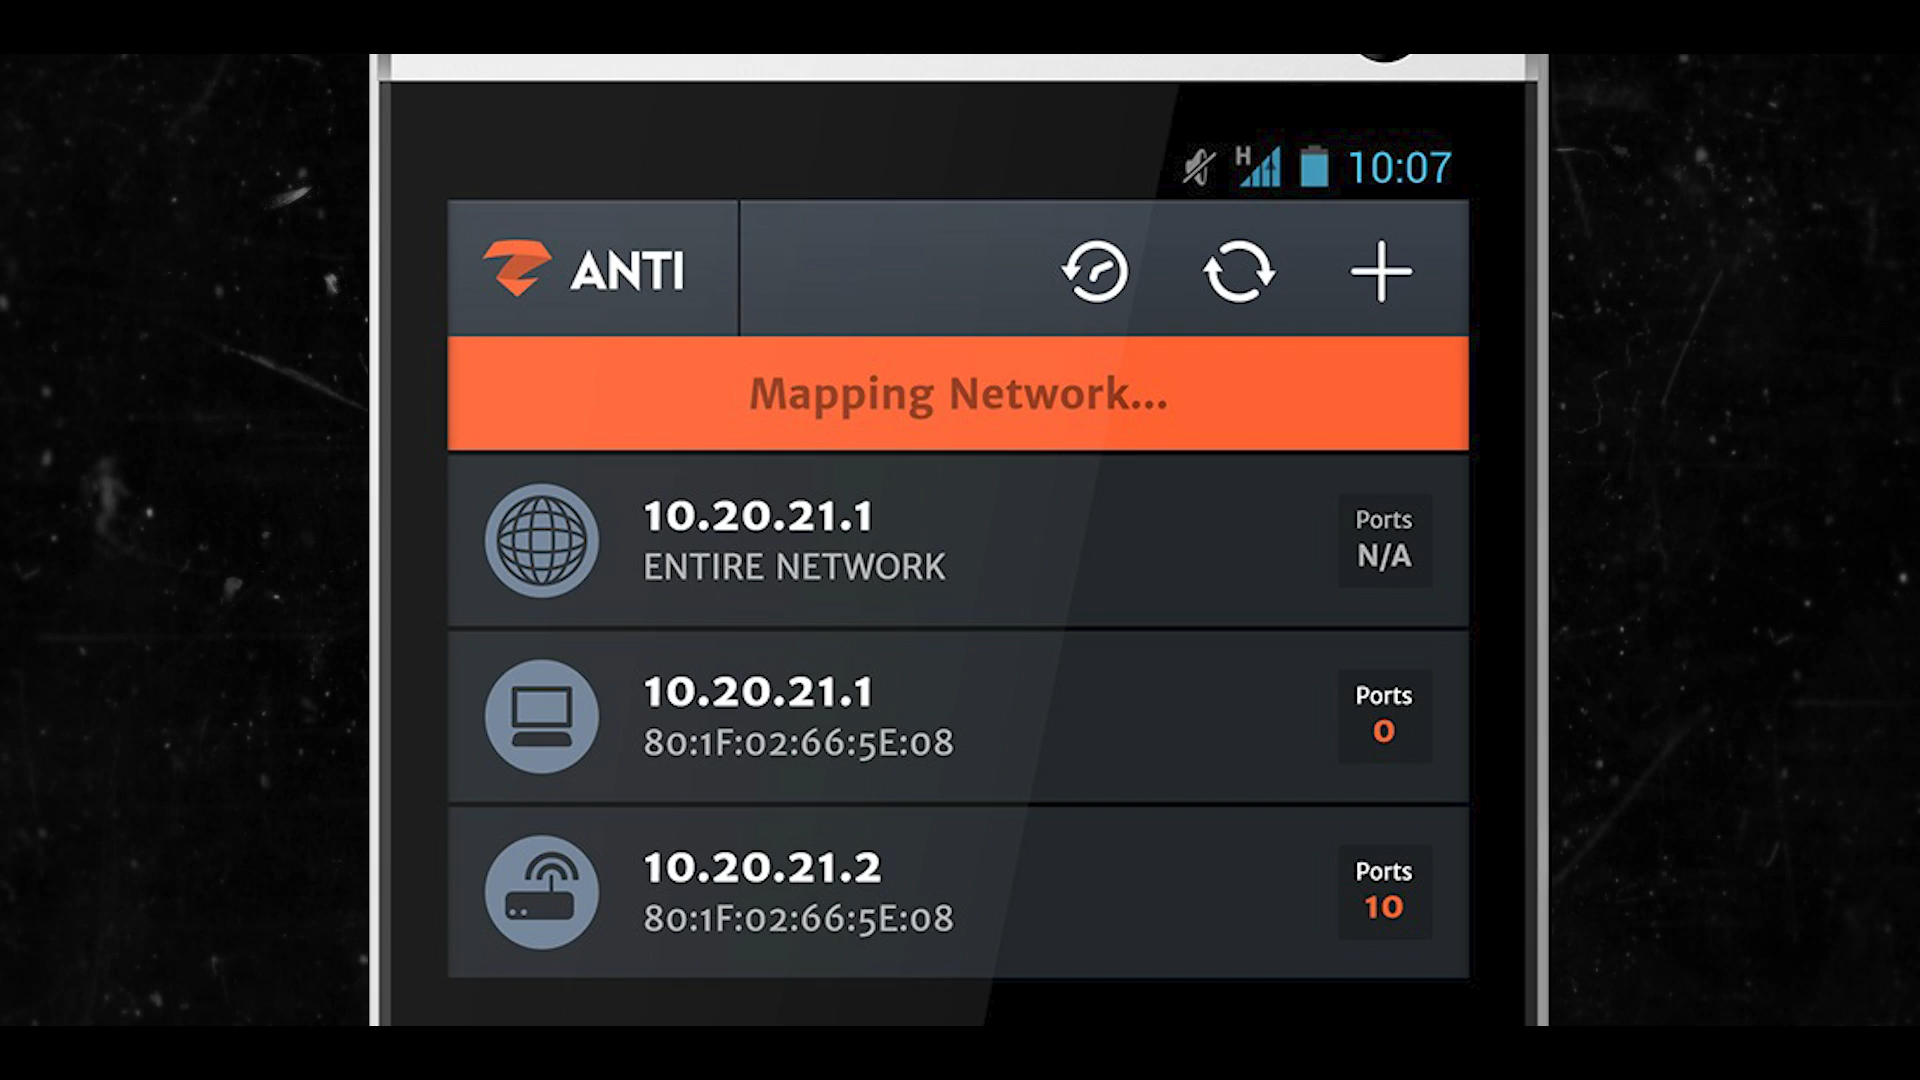 H 10:07
ANTI
Mapping Network...
10.20.21.1
ENTIRE NETWORK
Ports
N/A
10.20.21.1
80:1F:02:66:5E:08
Ports
0
10.20.21.2
80:1F:02:66:5E:08
Ports
10